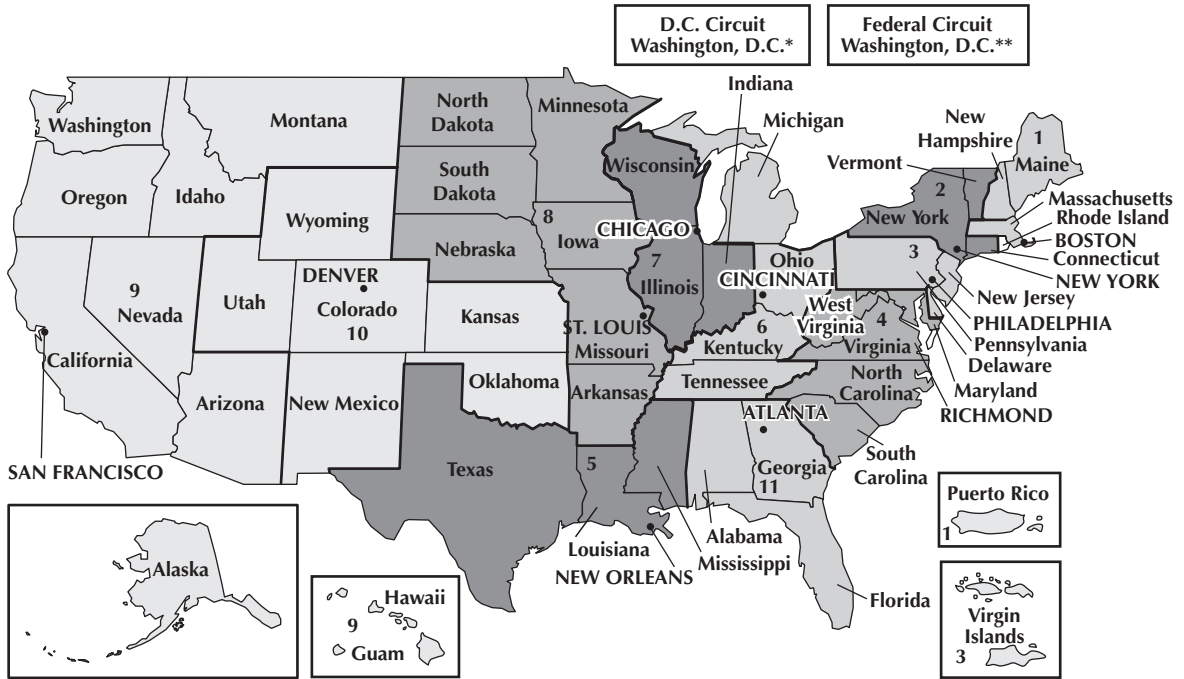 D.C. Circuit
Washington, D.C.*
Federal Circuit
Washington, D.C.**
Indiana
Michigan
New
Hampshire
Vermont
1
Maine
Massachusetts
Rhode Island
BOSTON
Connecticut
NEW YORK
2
New York
Washington
Montana
North
Dakota
Minnesota
Oregon
Idaho
South
Dakota
Wisconsin
Wyoming
Nebraska
8
Iowa
CHICAGO
7
Illinois
Ohio
CINCINNATI
3
New Jersey
PHILADELPHIA
Pennsylvania
Delaware
Maryland
RICHMOND
9
Nevada
Utah
DENVER
Colorado
10
Kansas
ST. LOUIS
Missouri
6
Kentucky
West
Virginia
4
Virginia
California
Arizona
New Mexico
Oklahoma
Arkansas
Tennessee
North
Carolina
SAN FRANCISCO
Texas
5
ATLANTA
Georgia
11
South
Carolina
Louisiana
NEW ORLEANS
Alabama
Mississippi
Florida
Puerto Rico
1
Alaska
Hawaii
9
Guam
Virgin
Islands
3